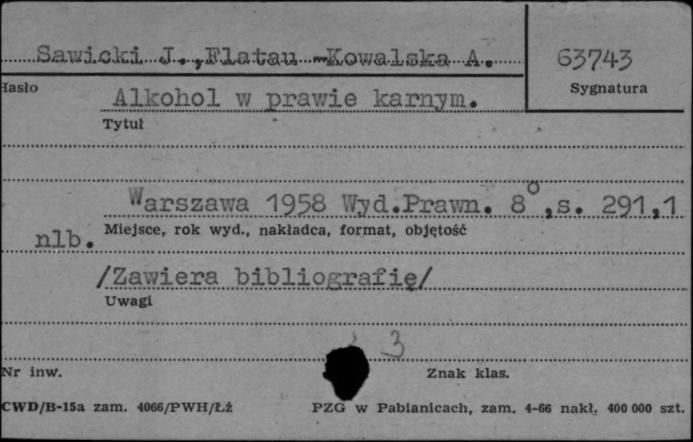 Sawicki J.,Flatau -Kowalska A.
63743
Hasło
Sygnatura
Alkohol w prawie karnym.
Tytuł
Warszawa 1958 Wyd.Prawn. 8°,s. 291,1
Miejsce, rok wyd., nakładca, format, objętość
nlb.
/Zawiera bibliografię/
Uwagi
3
Nr inw.
Znak klas.
CWD/B-15a zam. 4066/PWH/Łż
PZG w Pabianicach, zam. 4-66 nakł. 400 000 szt.